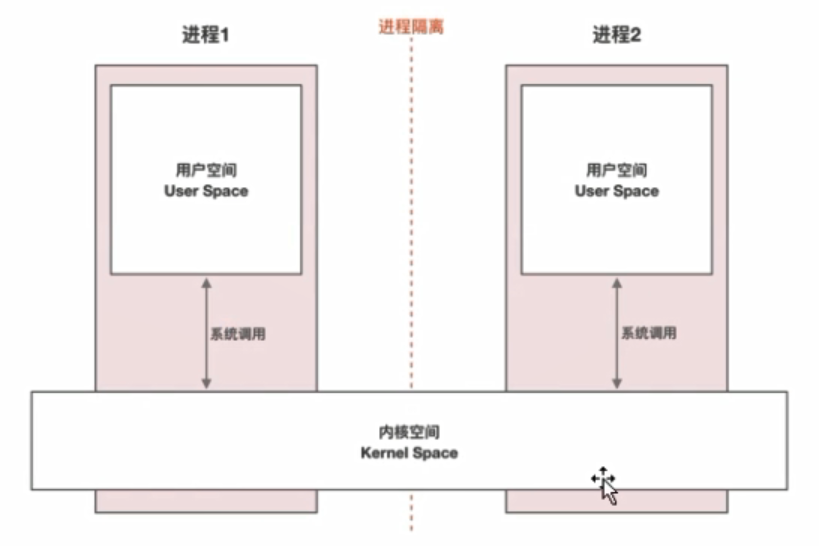 进程1
进程隔离
进程2
用户空间
User Space
用户空间
User Space
系统调用
系统调用
内核空间
Kernel Space